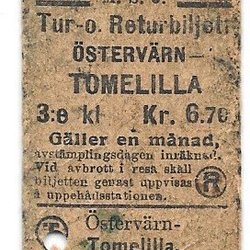 Tur- o. Returbiljett
ÖSTERVÄRN—
TOMELILLA
3:e kl Kr. 6.70
Gäller en månad,
avstämplingsdagen inräknad.
Vid avbrott i resa skall
biljetten genast uppvisas
å uppehållsstationen.
R
Östervärn-
Tomelilla